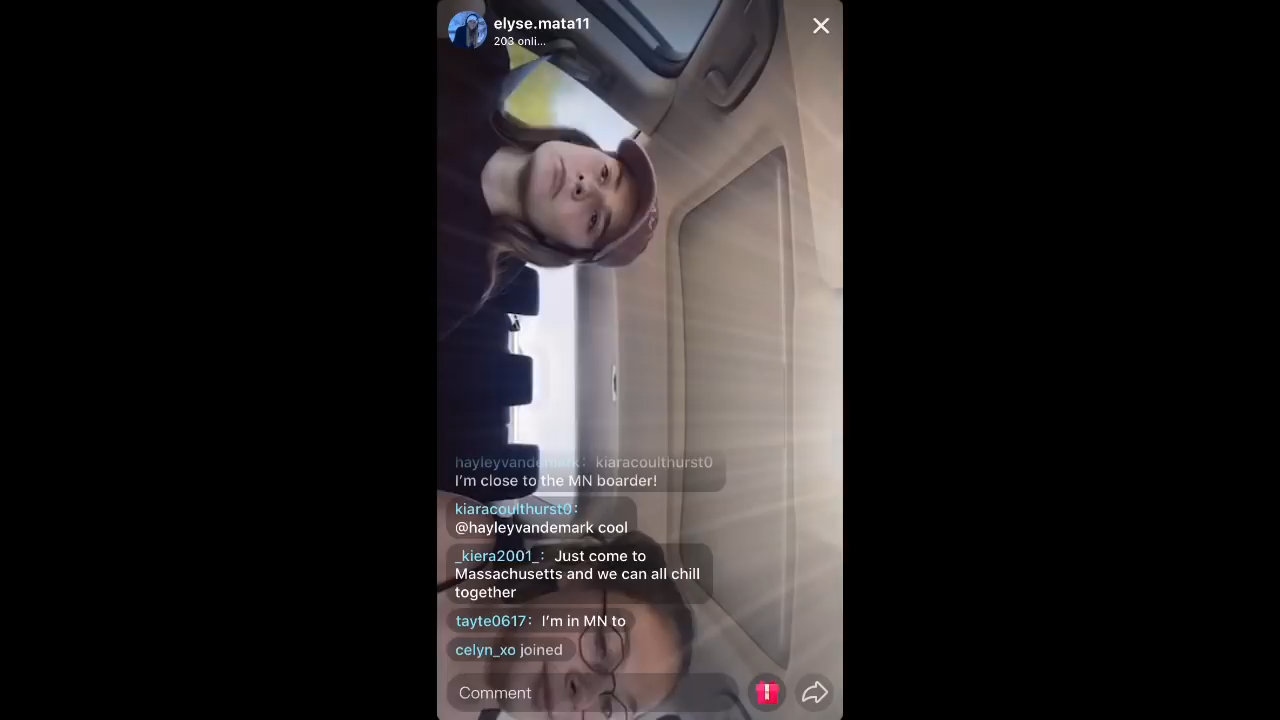 elyse.mata11
203 onli...
hayleyvandemark: kiaracoulthurst0
I'm close to the MN boarder!
kiaracoulthurst0:
@hayleyvandemark cool
_kiera2001_: Just come to
Massachusetts and we can all chill
together
tayte0617: I'm in MN to
celyn_xo joined
Comment